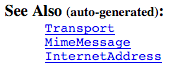 See Also (auto-generated):
Transport
MimeMessage
InternetAddress